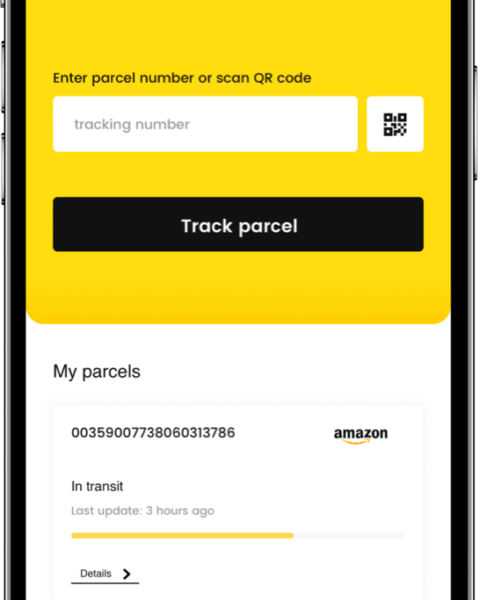 Enter parcel number or scan QR code
tracking number
Track parcel
My parcels
00359007738060313786
amazon
In transit
Last update: 3 hours ago
Details